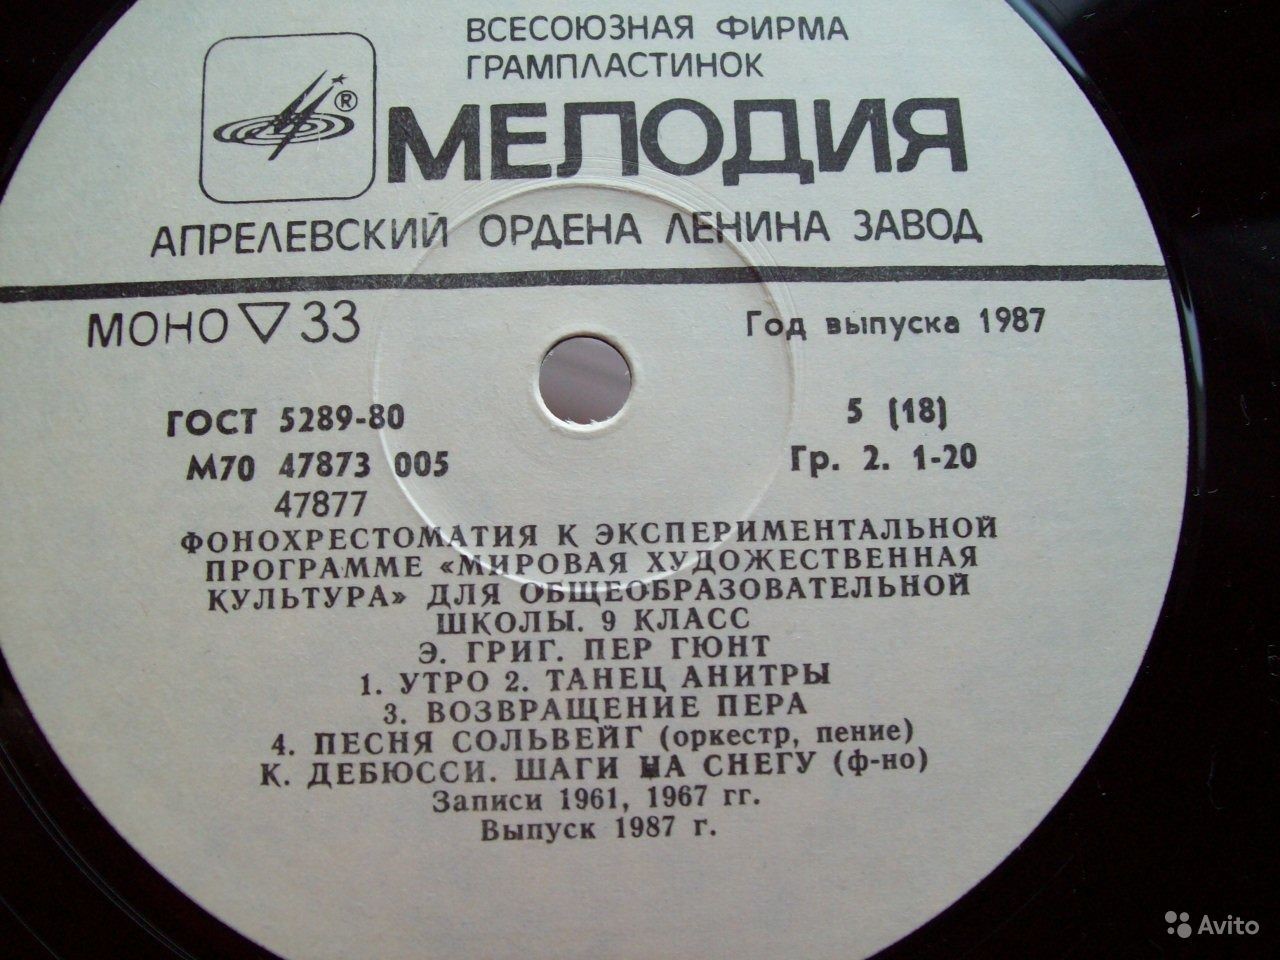 ВСЕСОЮЗНАЯ ФИРМА
ГРАМПЛАСТИНОК
®
МЕЛОДИЯ
АПРЕЛЕВСКИЙ ОРДЕНА ЛЕНИНА ЗАВОД
МОНО ▽ 33
Год выпуска 1987
ГОСТ 5289-80
5 (18)
М70 47873 005
Гр. 2. 1-20
47877
ФОНОХРЕСТОМАТИЯ К ЭКСПЕРИМЕНТАЛЬНОЙ
ПРОГРАММЕ «МИРОВАЯ ХУДОЖЕСТВЕННАЯ
КУЛЬТУРА» ДЛЯ ОБЩЕОБРАЗОВАТЕЛЬНОЙ
ШКОЛЫ. 9 КЛАСС
Э. ГРИГ. ПЕР ГЮНТ
1. УТРО 2. ТАНЕЦ АНИТРЫ
3. ВОЗВРАЩЕНИЕ ПЕРА
4. ПЕСНЯ СОЛЬВЕЙГ (оркестр, пение)
К. ДЕБЮССИ. ШАГИ НА СНЕГУ (ф-но)
Записи 1961, 1967 гг.
Выпуск 1987 г.
Avito